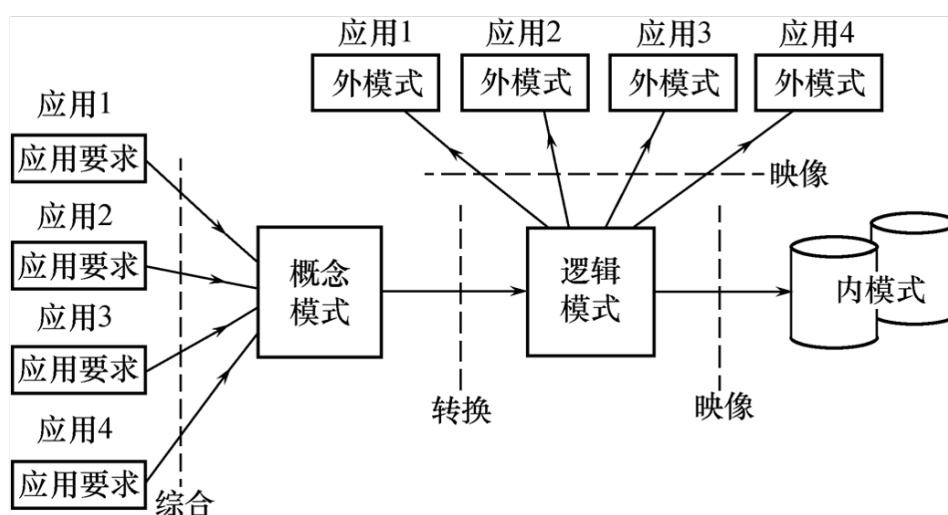 应用1
应用2
应用3
应用4
外模式
外模式
外模式
外模式
映像
应用1
应用要求
应用2
应用要求
应用3
应用要求
应用4
应用要求
综合
概念
模式
转换
逻辑
模式
映像
内模式